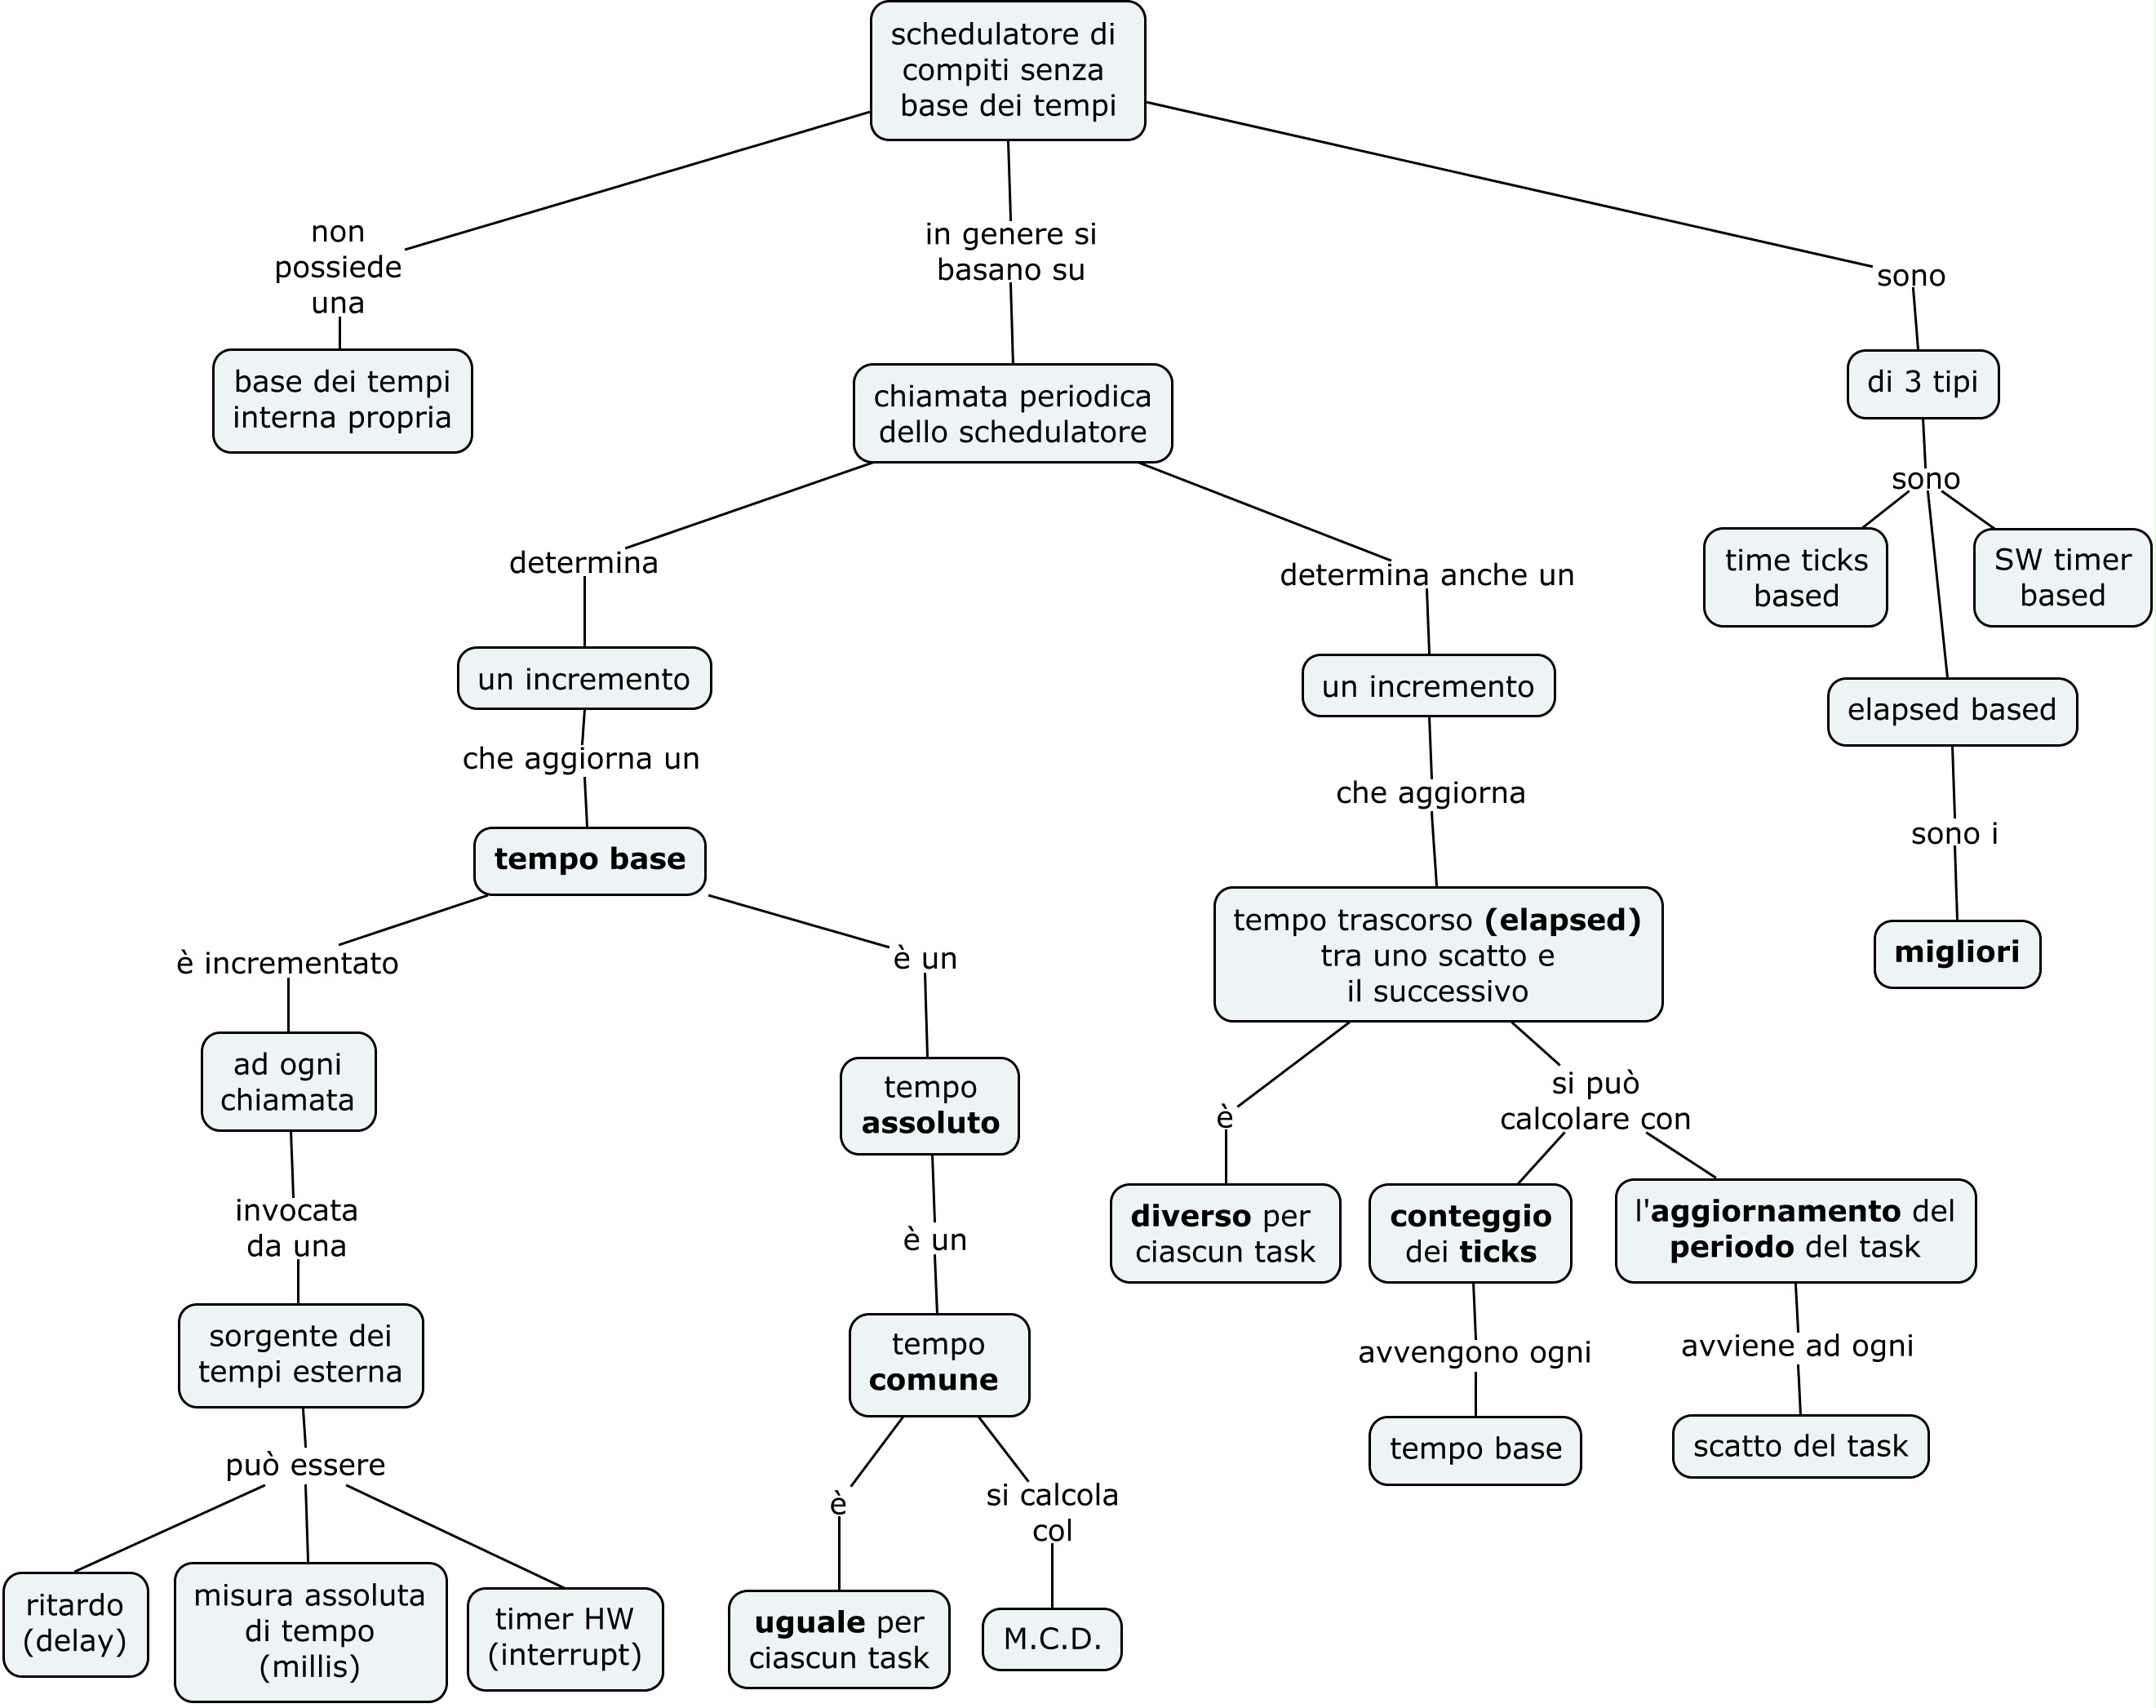 schedulatore di
compiti senza
base dei tempi
non
possiede
una
in genere si
basano su
sono
base dei tempi
interna propria
chiamata periodica
dello schedulatore
di 3 tipi
sono
time ticks
based
SW timer
based
determina
determina anche un
un incremento
un incremento
elapsed based
che aggiorna un
che aggiorna
sono i
tempo base
tempo trascorso (elapsed)
tra uno scatto e
il successivo
migliori
è incrementato
è un
ad ogni
chiamata
tempo
assoluto
è
si può
calcolare con
invocata
da una
è un
diverso per
ciascun task
conteggio
dei ticks
l'aggiornamento del
periodo del task
sorgente dei
tempi esterna
tempo
comune
avvengono ogni
avviene ad ogni
può essere
è
si calcola
col
tempo base
scatto del task
ritardo
(delay)
misura assoluta
di tempo
(millis)
timer HW
(interrupt)
uguale per
ciascun task
M.C.D.